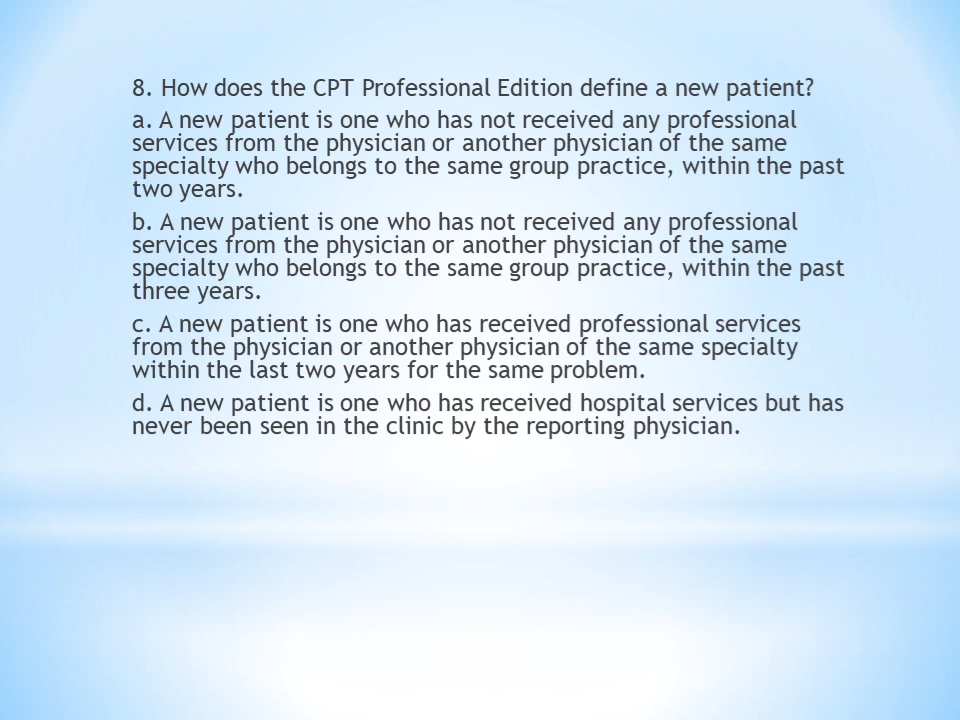 8. How does the CPT Professional Edition define a new patient?
a. A new patient is one who has not received any professional
services from the physician or another physician of the same
specialty who belongs to the same group practice, within the past
two years.
b. A new patient is one who has not received any professional
services from the physician or another physician of the same
specialty who belongs to the same group practice, within the past
three years.
c. A new patient is one who has received professional services
from the physician or another physician of the same specialty
within the last two years for the same problem.
d. A new patient is one who has received hospital services but has
never been seen in the clinic by the reporting physician.